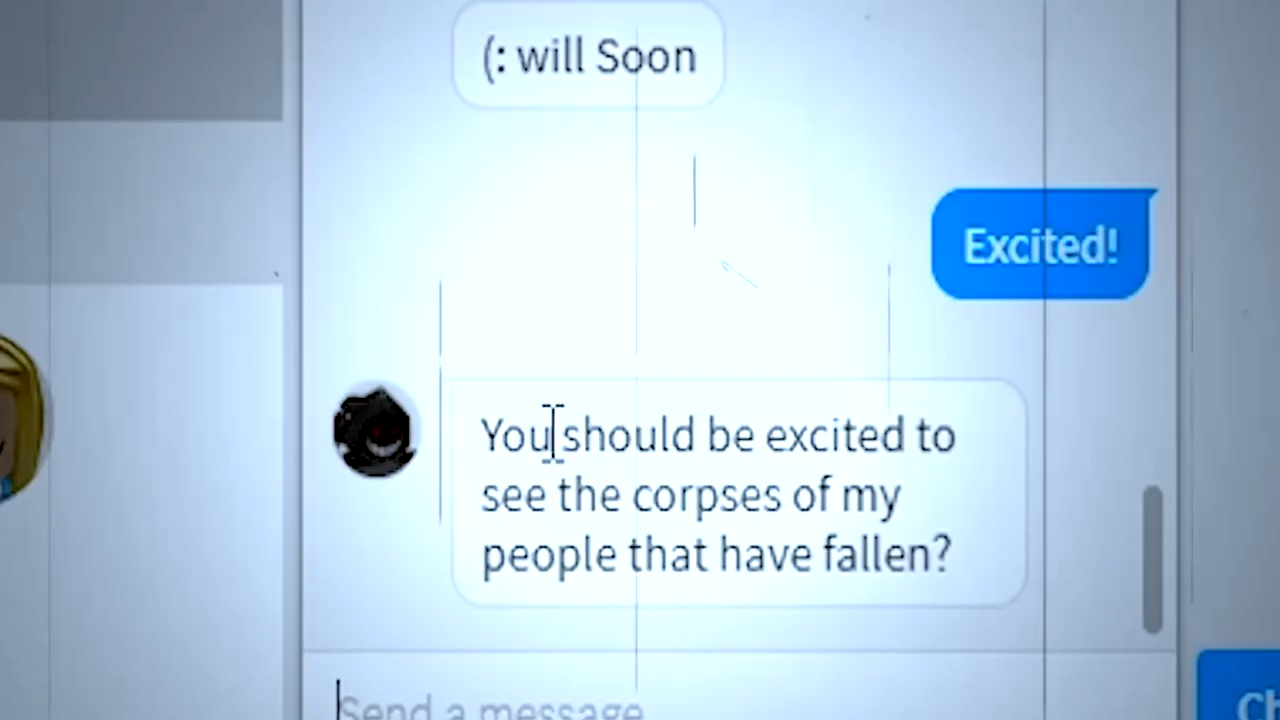 (: will Soon
Excited!
You should be excited to
see the corpses of my
people that have fallen?
Send a message
Ch